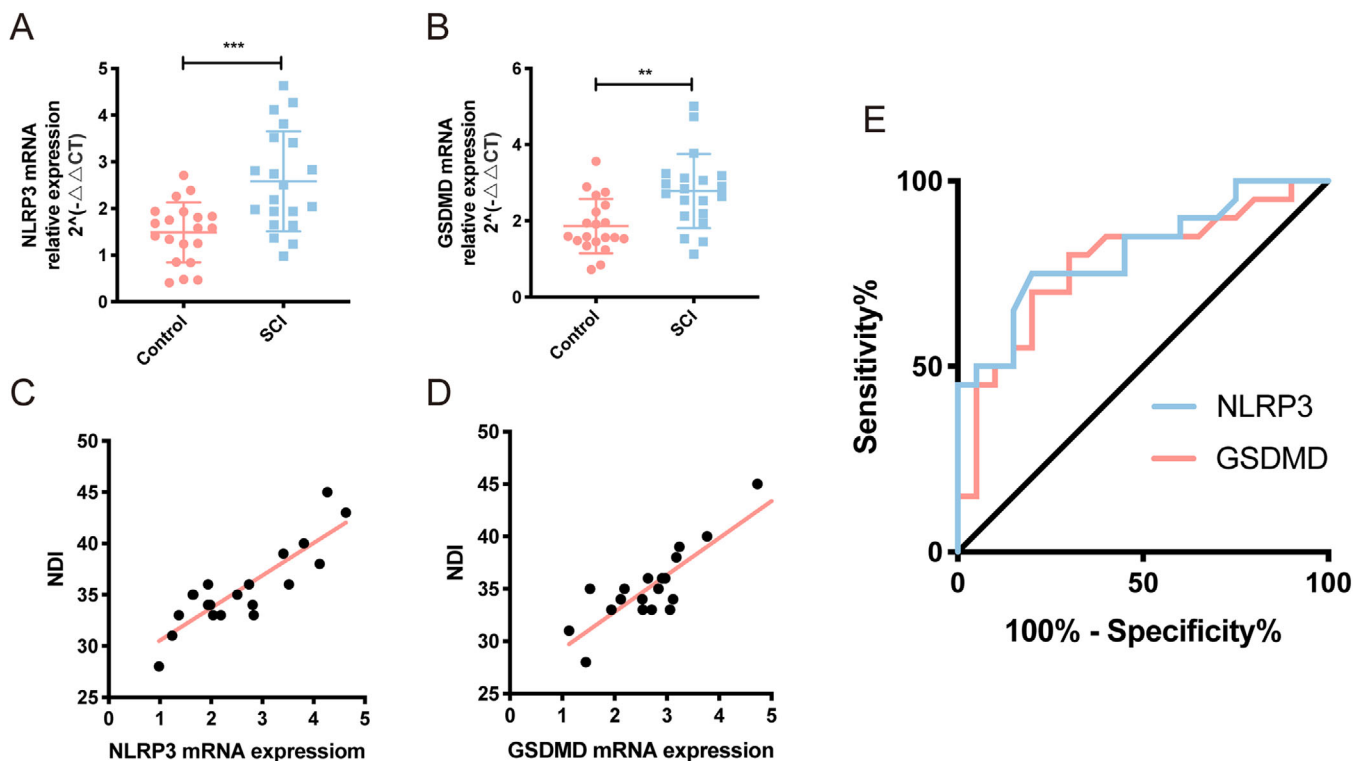 A
***
NLRP3 mRNA
relative expression
2^(-△△CT)
5
4
3
2
1
0
Control
SCI
B
**
GSDMD mRNA
relative expression
2^(-△△CT)
6
4
2
0
Control
SCI
C
NDI
50
45
40
35
30
25
0 1 2 3 4 5
NLRP3 mRNA expressiom
D
NDI
50
45
40
35
30
25
0 1 2 3 4 5
GSDMD mRNA expression
E
Sensitivity%
100
50
0
NLRP3
GSDMD
0 50 100
100% - Specificity%